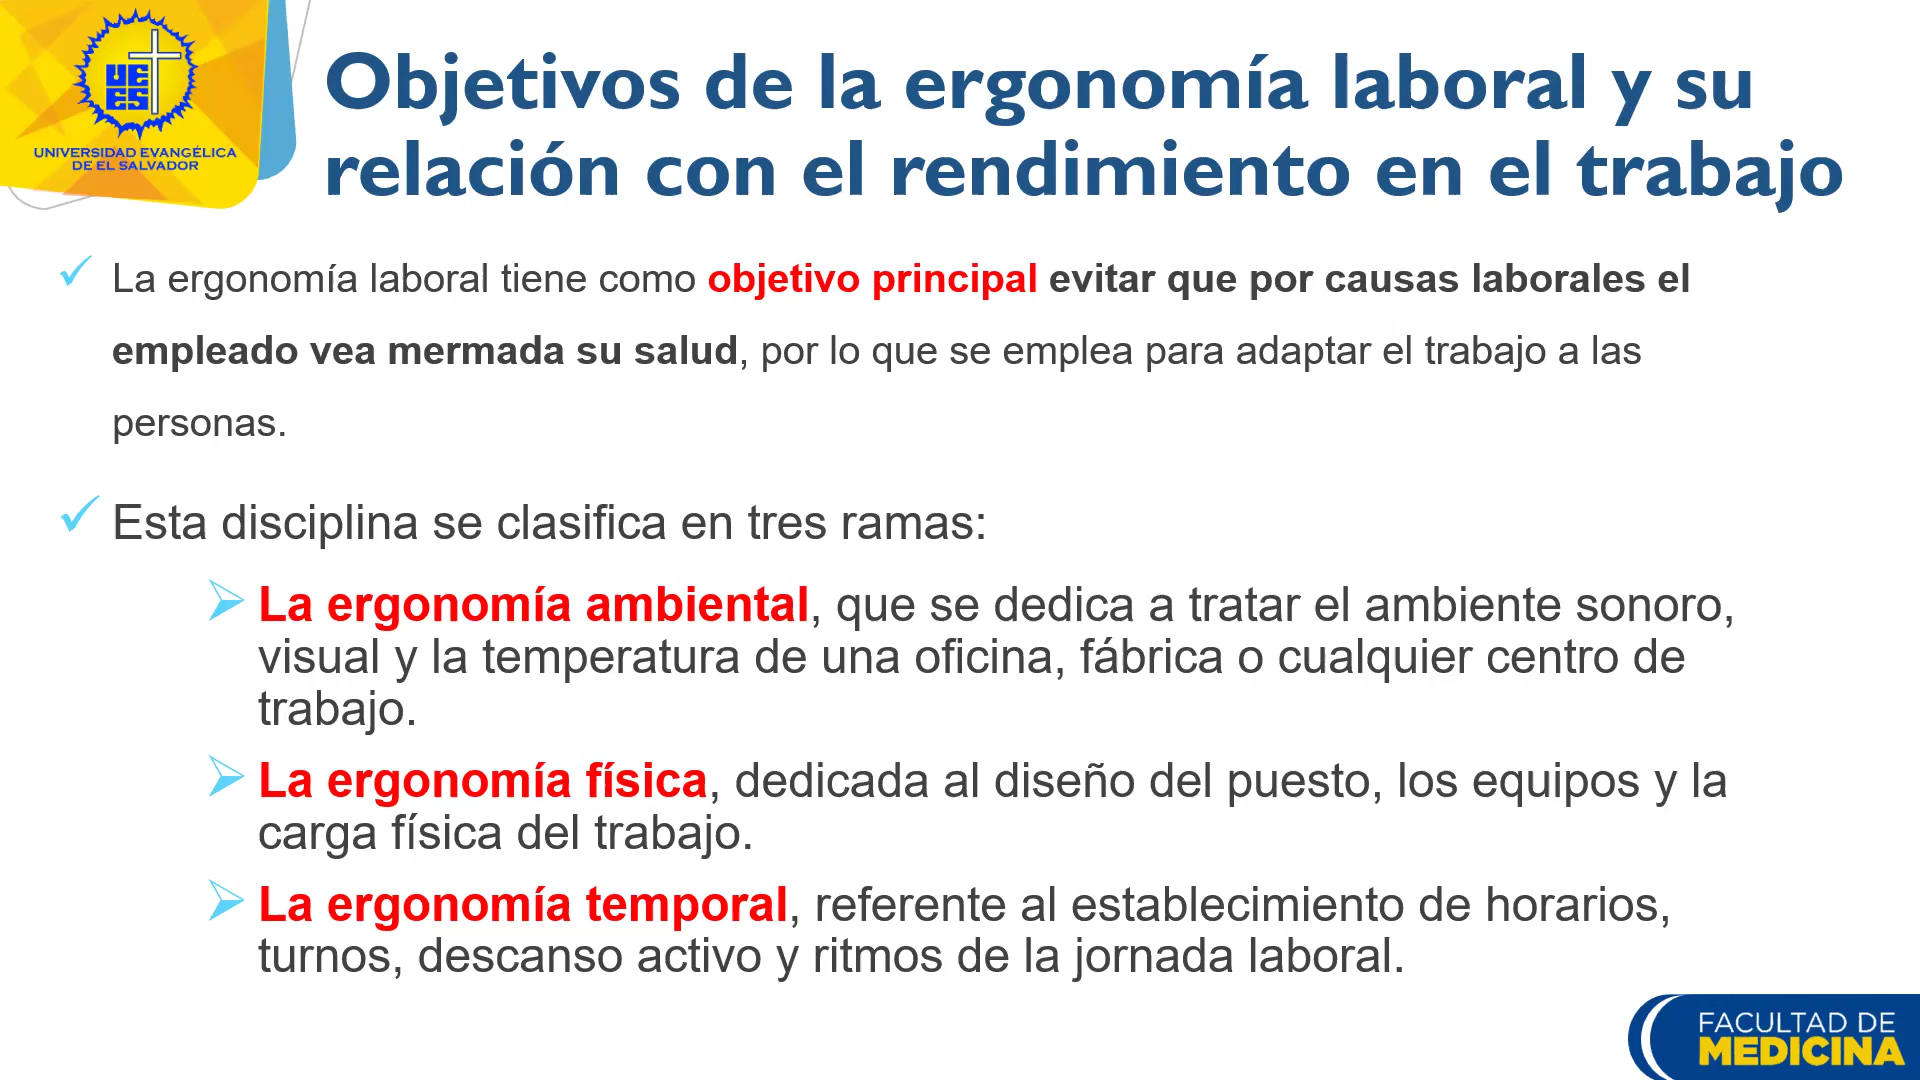 UE
ES
UNIVERSIDAD EVANGÉLICA
DE EL SALVADOR
Objetivos de la ergonomía laboral y su
relación con el rendimiento en el trabajo
La ergonomía laboral tiene como objetivo principal evitar que por causas laborales el
empleado vea mermada su salud, por lo que se emplea para adaptar el trabajo a las
personas.
Esta disciplina se clasifica en tres ramas:
La ergonomía ambiental, que se dedica a tratar el ambiente sonoro,
visual y la temperatura de una oficina, fábrica o cualquier centro de
trabajo.
La ergonomía física, dedicada al diseño del puesto, los equipos y la
carga física del trabajo.
La ergonomía temporal, referente al establecimiento de horarios,
turnos, descanso activo y ritmos de la jornada laboral.
FACULTAD DE
MEDICINA